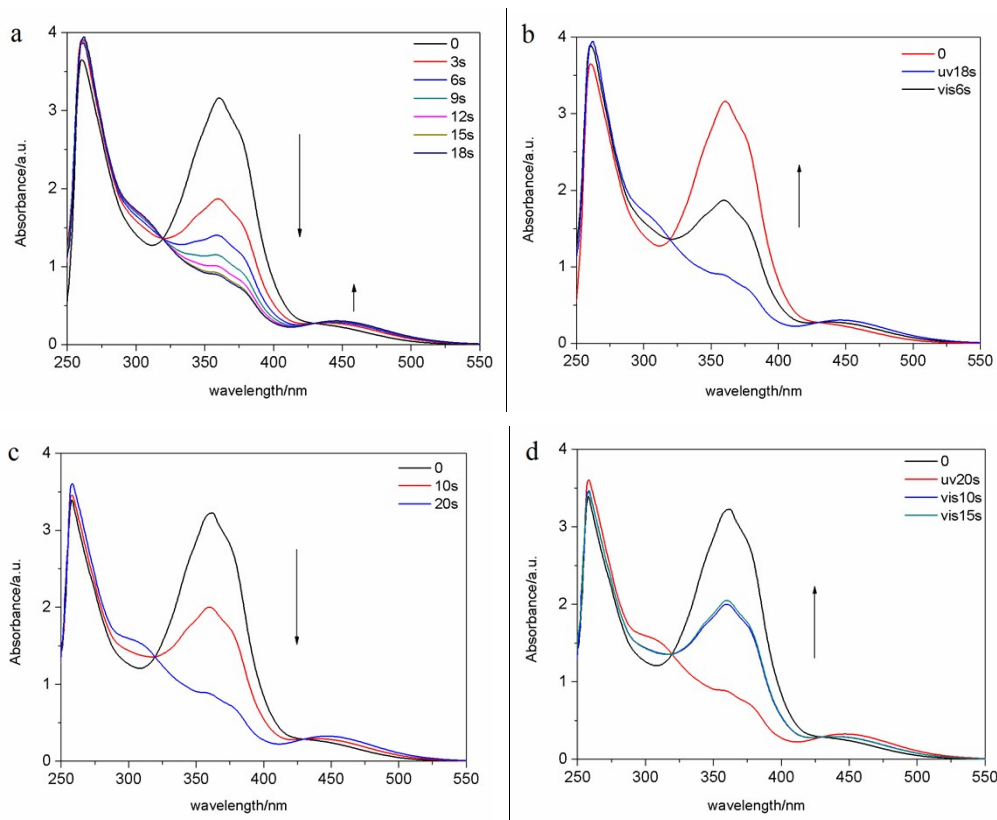 a
0
3s
6s
9s
12s
15s
18s
Absorbance/a.u.
4
3
2
1
0
250 300 350 400 450 500 550
wavelength/nm
b
0
uv18s
vis6s
Absorbance/a.u.
4
3
2
1
0
250 300 350 400 450 500 550
wavelength/nm
c
0
10s
20s
Absorbance/a.u.
4
3
2
1
0
250 300 350 400 450 500 550
wavelength/nm
d
0
uv20s
vis10s
vis15s
Absorbance/a.u.
4
3
2
1
0
250 300 350 400 450 500 550
wavelength/nm